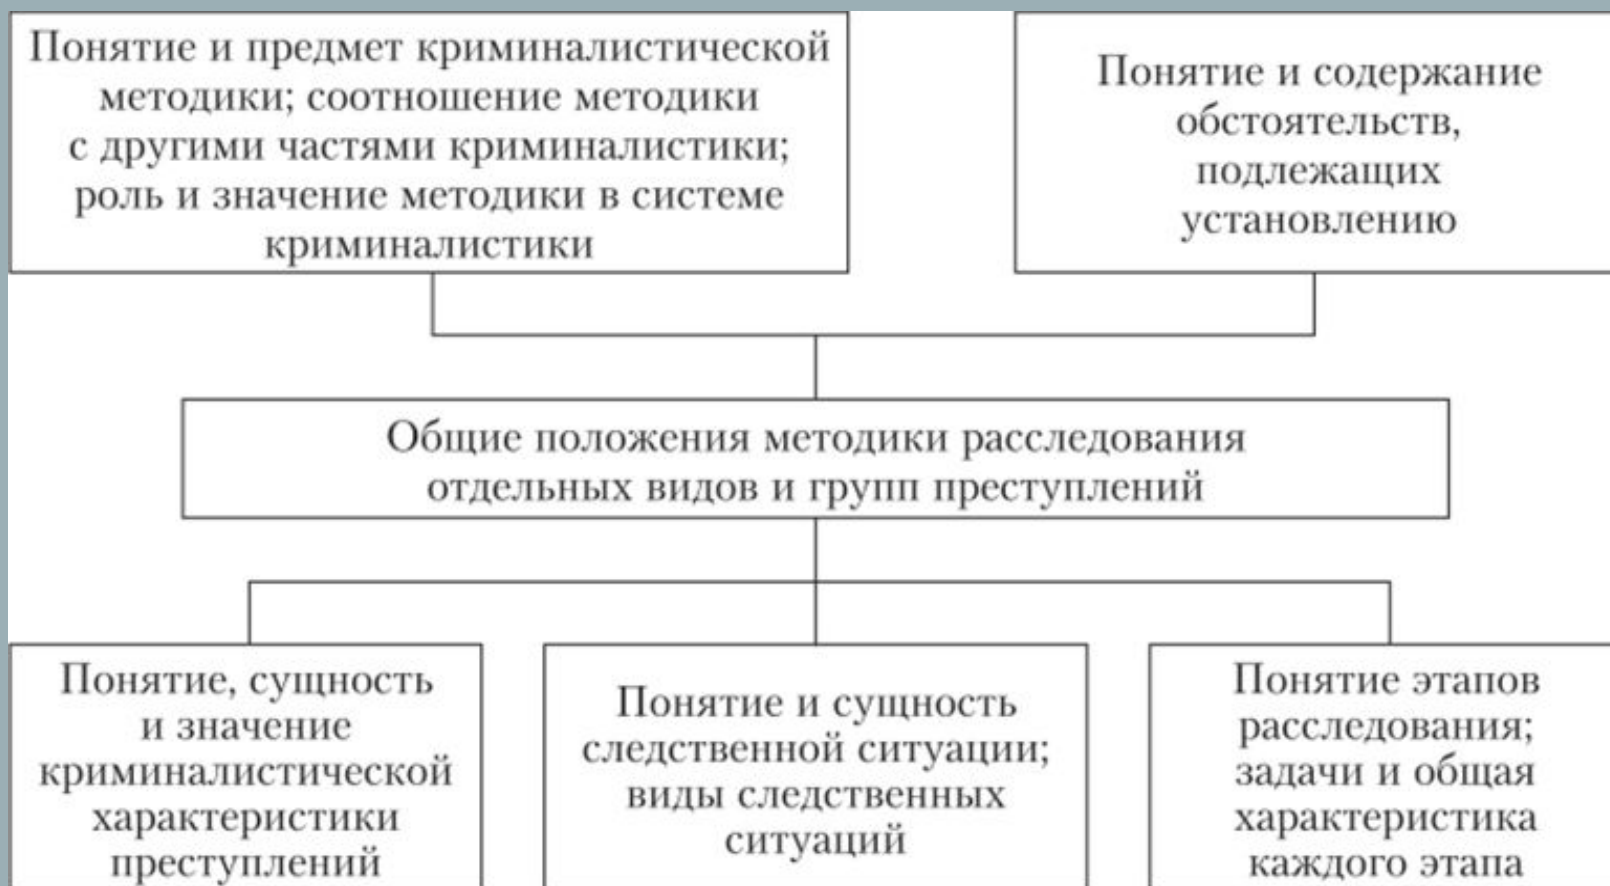 Понятие и предмет криминалистической
методики; соотношение методики
с другими частями криминалистики;
роль и значение методики в системе
криминалистики
Понятие и содержание
обстоятельств,
подлежащих
установлению
Общие положения методики расследования
отдельных видов и групп преступлений
Понятие, сущность
и значение
криминалистической
характеристики
преступлений
Понятие и сущность
следственной ситуации;
виды следственных
ситуаций
Понятие этапов
расследования;
задачи и общая
характеристика
каждого этапа